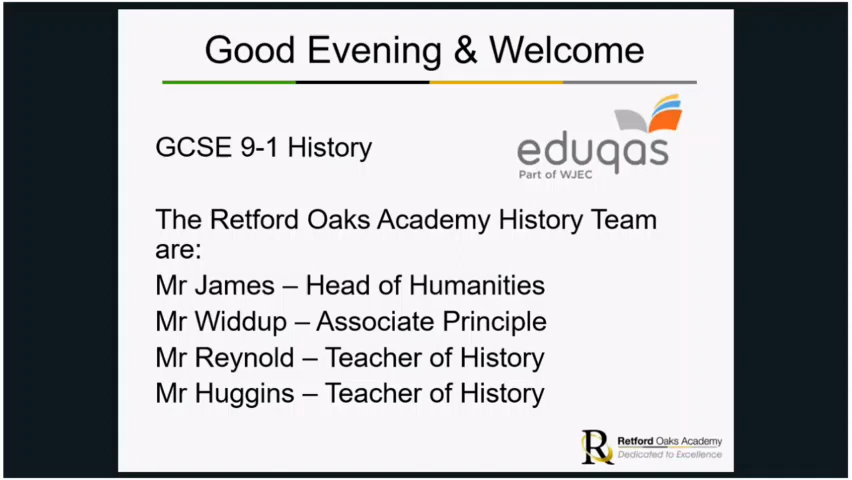 Good Evening & Welcome
GCSE 9-1 History
eduqas
Part of WJEC
The Retford Oaks Academy History Team
are:
Mr James – Head of Humanities
Mr Widdup – Associate Principle
Mr Reynold – Teacher of History
Mr Huggins – Teacher of History
R
Retford Oaks Academy
Dedicated to Excellence